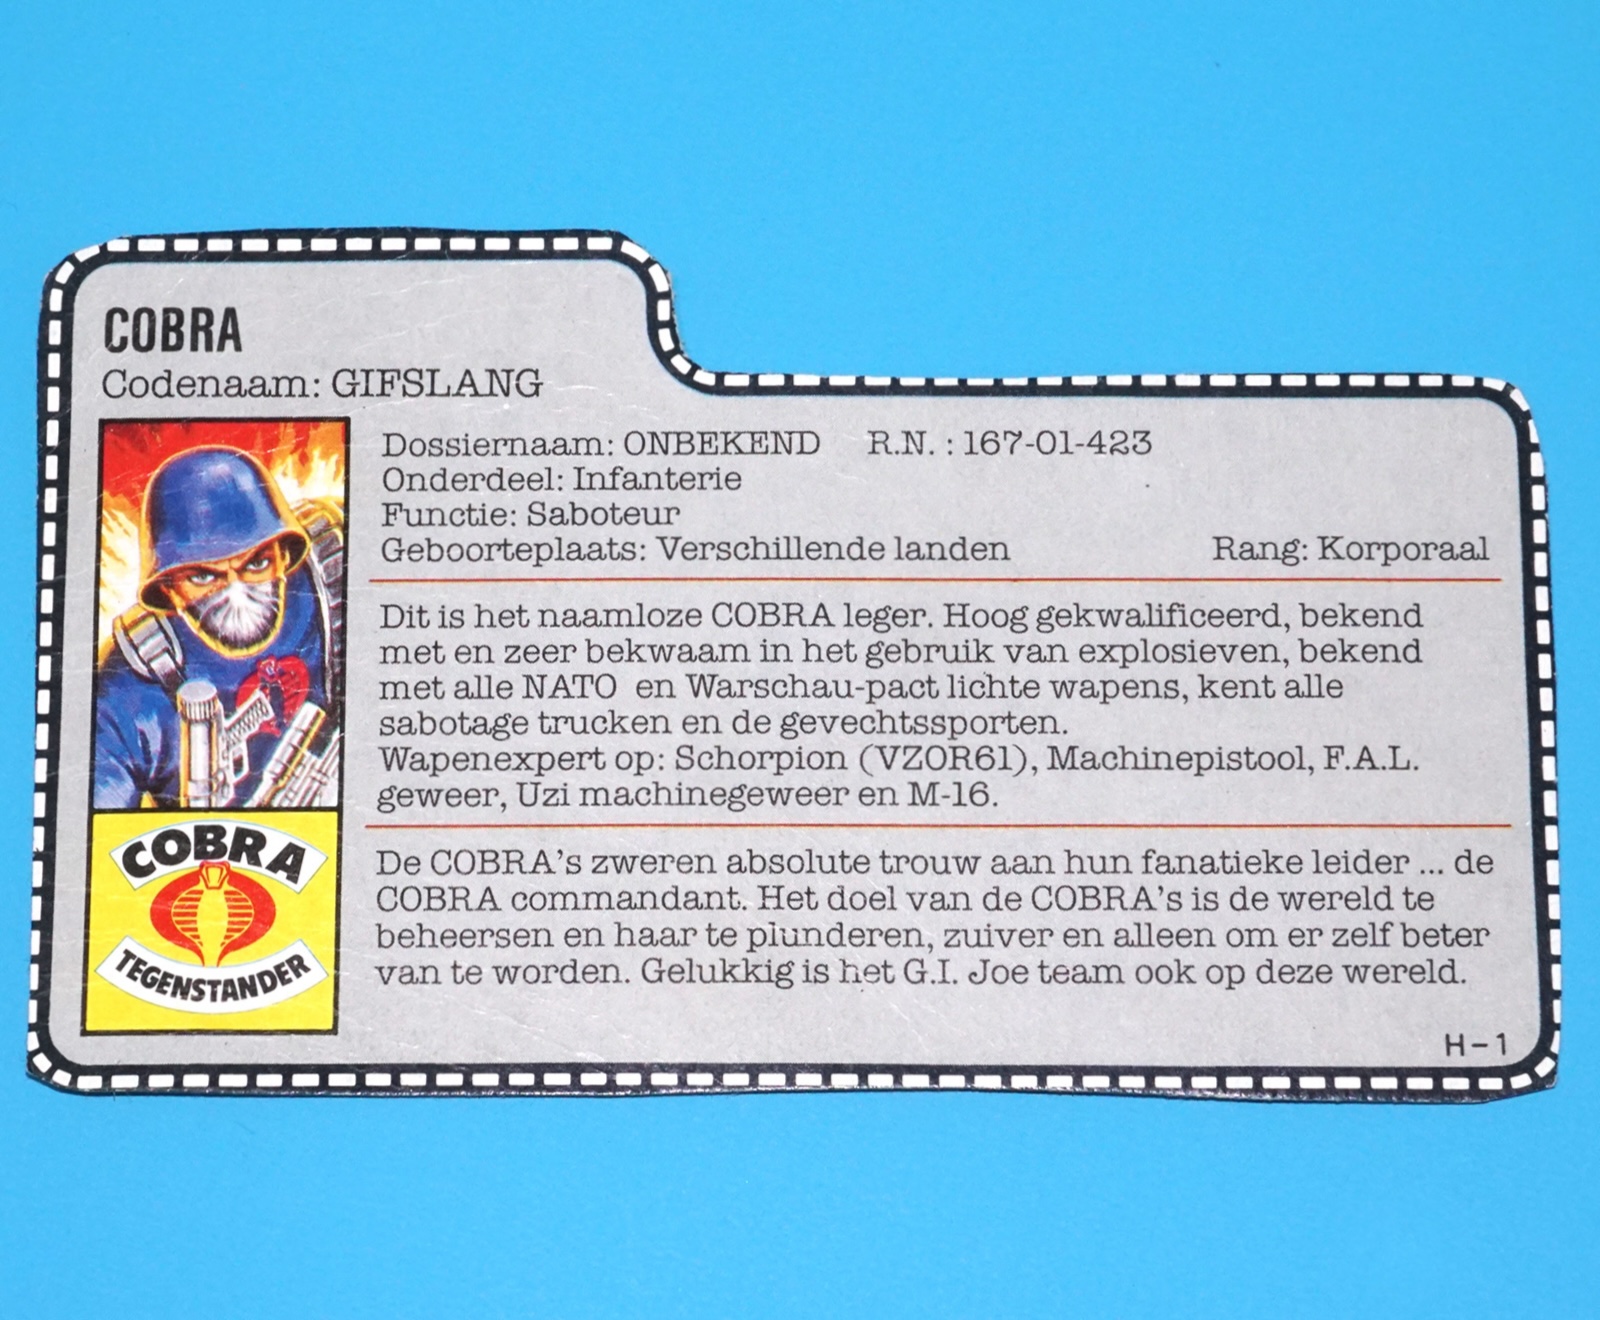 COBRA
Codenaam: GIFSLANG
Dossiernaam: ONBEKEND R.N. : 167-01-423
Onderdeel: Infanterie
Functie: Saboteur
Geboorteplaats: Verschillende landen Rang: Korporaal
Dit is het naamloze COBRA leger. Hoog gekwalificeerd, bekend
met en zeer bekwaam in het gebruik van explosieven, bekend
met alle NATO en Warschau-pact lichte wapens, kent alle
sabotage trucken en de gevechtssporten.
Wapenexpert op: Schorpion (VZOR61), Machinepistool, F.A.L.
geweer, Uzi machinegeweer en M-16.
De COBRA's zweren absolute trouw aan hun fanatieke leider ... de
COBRA commandant. Het doel van de COBRA's is de wereld te
beheersen en haar te plunderen, zuiver en alleen om er zelf beter
van te worden. Gelukkig is het G.I. Joe team ook op deze wereld.
COBRA
TEGENSTANDER
H-1